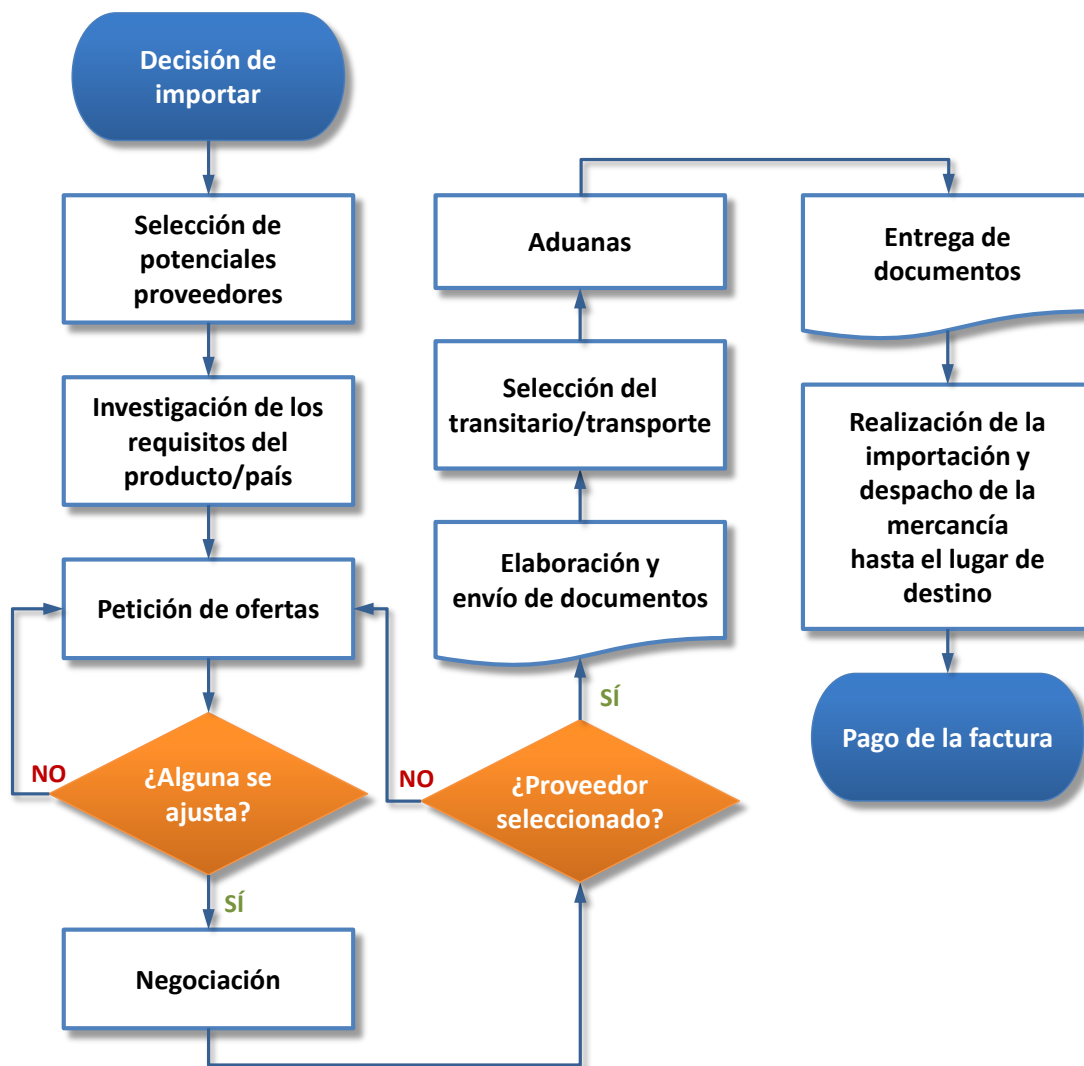 Decisión de
importar
Selección de
potenciales
proveedores
Investigación de los
requisitos del
producto/país
Petición de ofertas
NO
¿Alguna se
ajusta?
SÍ
Negociación
NO
¿Proveedor
seleccionado?
SÍ
Elaboración y
envío de documentos
Selección del
transitario/transporte
Aduanas
Entrega de
documentos
Realización de la
importación y
despacho de la
mercancía
hasta el lugar de
destino
Pago de la factura